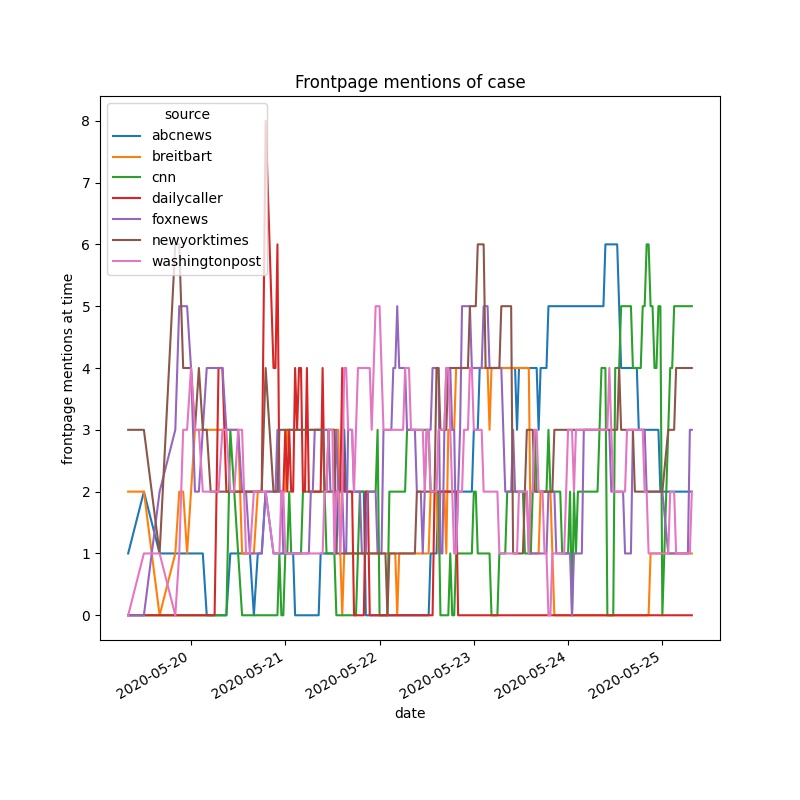 Frontpage mentions of case
source
abcnews
breitbart
cnn
dailycaller
foxnews
newyorktimes
washingtonpost
frontpage mentions at time
8
7
6
5
4
3
2
1
0
2020-05-20
2020-05-21
2020-05-22
2020-05-23
2020-05-24
2020-05-25
date